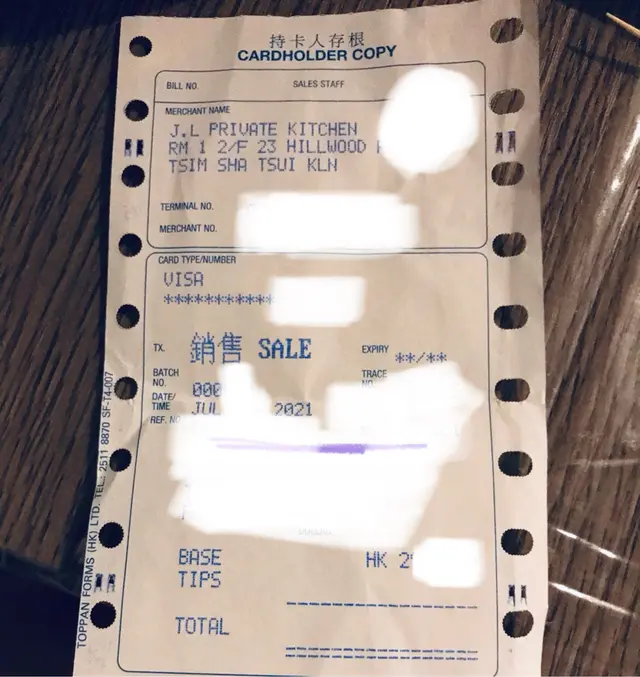 持卡人存根
CARDHOLDER COPY
BILL NO. SALES STAFF
MERCHANT NAME
J.L PRIVATE KITCHEN
RM 1 2/F 23 HILLWOOD
TSIM SHA TSUI KLN
TERMINAL NO.
MERCHANT NO.
CARD TYPE/NUMBER
VISA
***********
TX. 銷售 SALE EXPIRY **/**
BATCH NO. 000 TRACE NO.
DATE/TIME JUL 2021
REF. NO
BASE HK 2
TIPS
TOTAL
TOPPAN FORMS (HK) LTD. TEL: 2511 8870 SF-T4-007